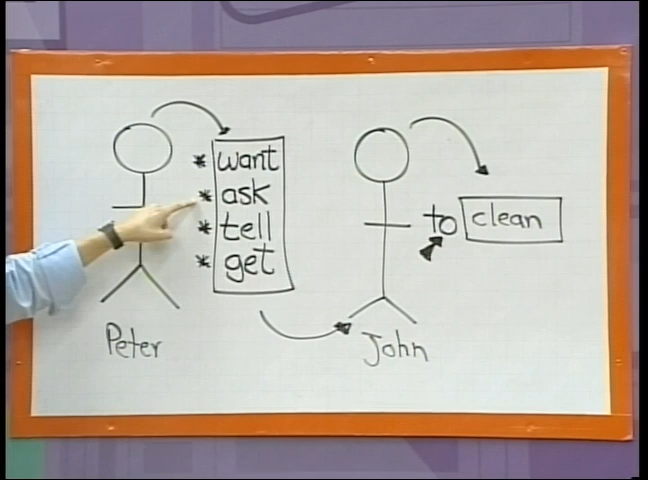 * want
* ask
* tell
* get
to clean
Peter
John